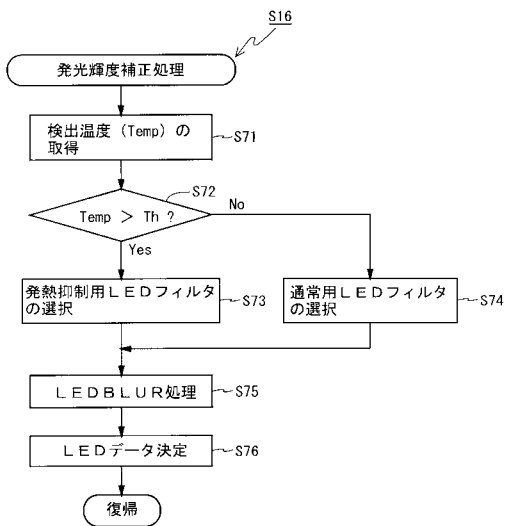 S16
発光輝度補正処理
検出温度(Temp)の
取得
S71
S72
Temp > Th ?
No
Yes
発熱抑制用LEDフィルタ
の選択
S73
通常用LEDフィルタ
の選択
S74
LEDBLUR処理
S75
LEDデータ決定
S76
復帰